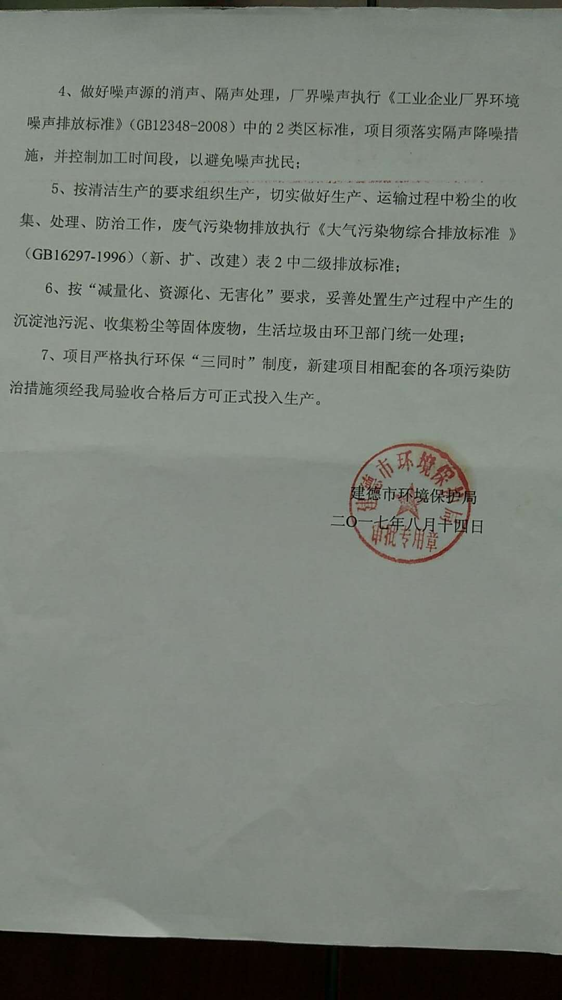 4、做好噪声源的消声、隔声处理，厂界噪声执行《工业企业厂界环境
噪声排放标准》（GB12348-2008）中的2类区标准，项目须落实隔声降噪措
施，并控制加工时间段，以避免噪声扰民；
5、按清洁生产的要求组织生产，切实做好生产、运输过程中粉尘的收
集、处理、防治工作，废气污染物排放执行《大气污染物综合排放标准 》
（GB16297-1996）（新、扩、改建）表2中二级排放标准；
6、按“减量化、资源化、无害化”要求，妥善处置生产过程中产生的
沉淀池污泥、收集粉尘等固体废物，生活垃圾由环卫部门统一处理；
7、项目严格执行环保“三同时”制度，新建项目相配套的各项污染防
治措施须经我局验收合格后方可正式投入生产。
建德市环境保护局
建德市环境保护局
二〇一七年八月十四日
审批专用章